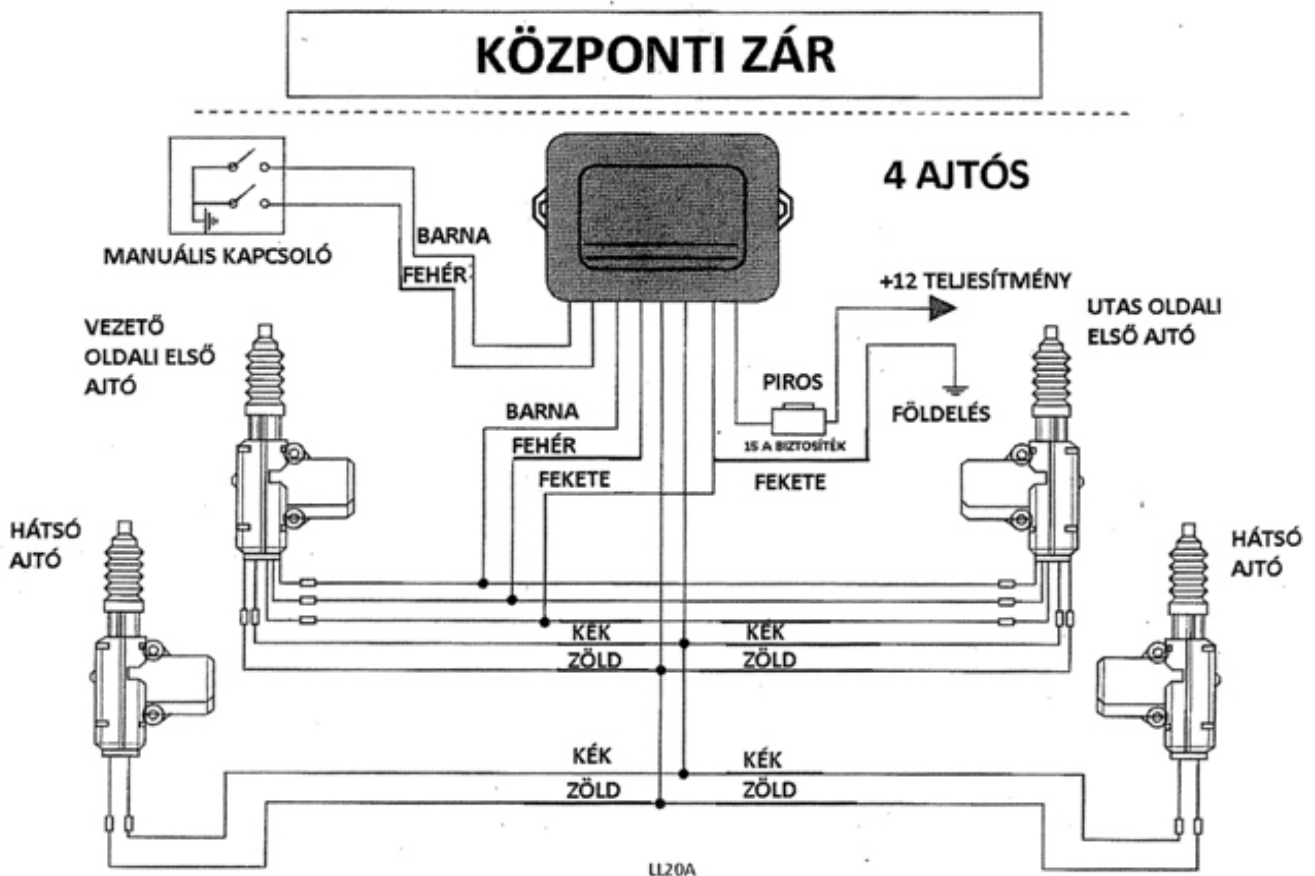 KÖZPONTI ZÁR
4 AJTÓS
MANUÁLIS KAPCSOLÓ
BARNA
FEHÉR
+12 TELJESÍTMÉNY
VEZETŐ
OLDALI ELSŐ
AJTÓ
UTAS OLDALI
ELSŐ AJTÓ
PIROS
FÖLDELÉS
15 A BIZTOSÍTÉK
BARNA
FEHÉR
FEKETE
FEKETE
HÁTSÓ
AJTÓ
HÁTSÓ
AJTÓ
KÉK
KÉK
ZÖLD
ZÖLD
KÉK
KÉK
ZÖLD
ZÖLD
LL20A